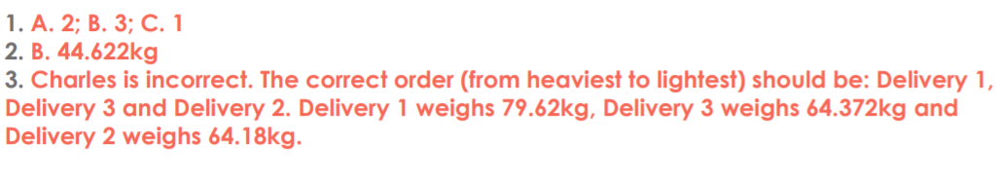 1. A. 2; B. 3; C. 1
2. B. 44.622kg
3. Charles is incorrect. The correct order (from heaviest to lightest) should be: Delivery 1,
Delivery 3 and Delivery 2. Delivery 1 weighs 79.62kg, Delivery 3 weighs 64.372kg and
Delivery 2 weighs 64.18kg.